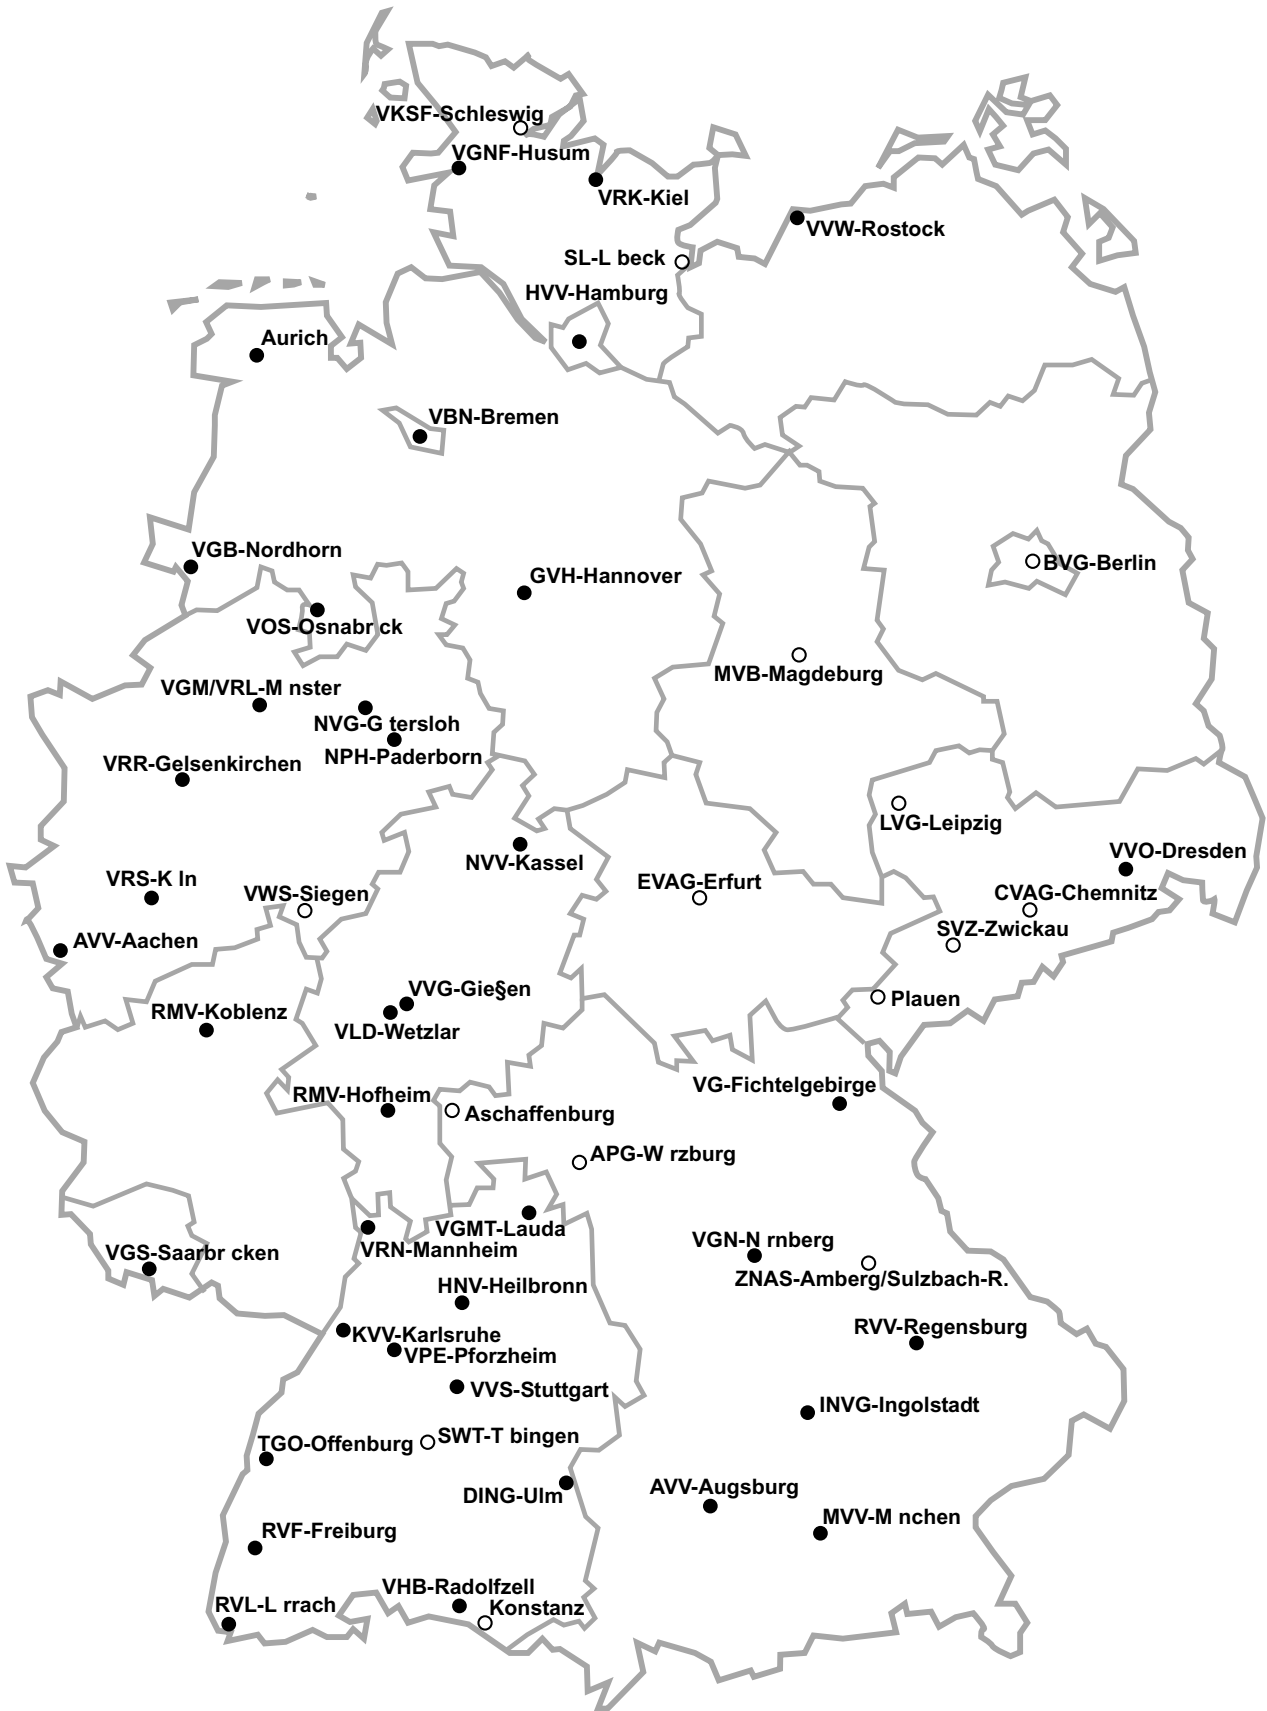 VKSF-Schleswig
VGNF-Husum
VRK-Kiel
VVW-Rostock
SL-L beck
HVV-Hamburg
Aurich
VBN-Bremen
VGB-Nordhorn
BVG-Berlin
GVH-Hannover
VOS-Osnabr ck
MVB-Magdeburg
VGM/VRL-M nster
NVG-G tersloh
NPH-Paderborn
VRR-Gelsenkirchen
LVG-Leipzig
VVO-Dresden
NVV-Kassel
VRS-K ln
EVAG-Erfurt
VWS-Siegen
CVAG-Chemnitz
SVZ-Zwickau
AVV-Aachen
VVG-Gie§en
Plauen
RMV-Koblenz
VLD-Wetzlar
VG-Fichtelgebirge
RMV-Hofheim
Aschaffenburg
APG-W rzburg
VGMT-Lauda
VGN-N rnberg
VRN-Mannheim
VGS-Saarbr cken
ZNAS-Amberg/Sulzbach-R.
HNV-Heilbronn
RVV-Regensburg
KVV-Karlsruhe
VPE-Pforzheim
VVS-Stuttgart
INVG-Ingolstadt
SWT-T bingen
TGO-Offenburg
AVV-Augsburg
DING-Ulm
MVV-M nchen
RVF-Freiburg
VHB-Radolfzell
RVL-L rrach
Konstanz